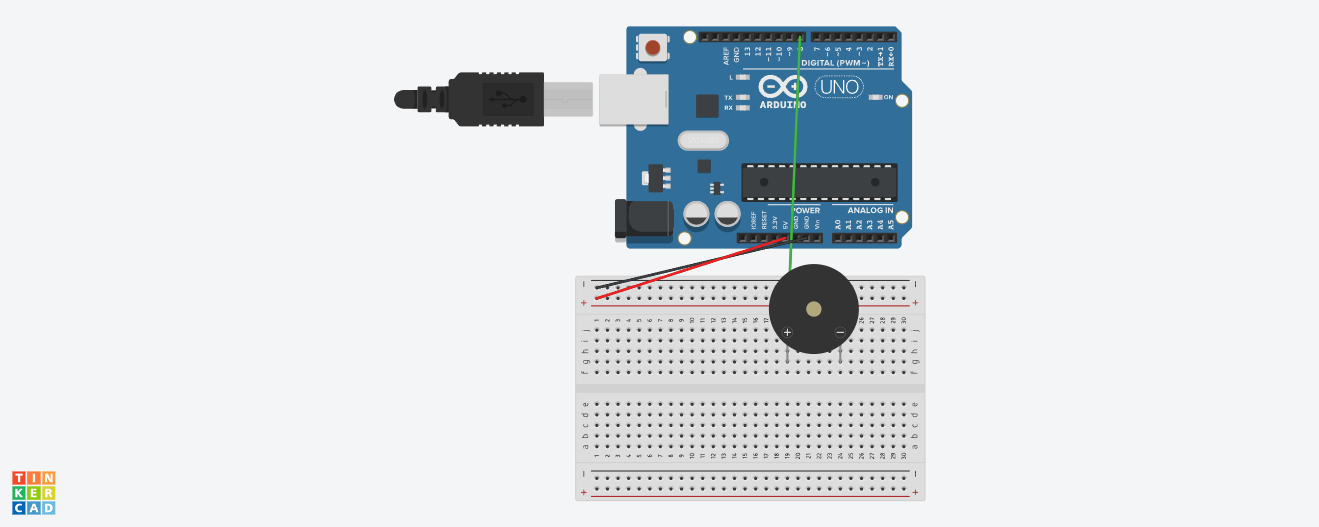 AREF
GND
13
12
~11
~10
~9
8
7
~6
~5
4
~3
2
TX→1
RX←0
DIGITAL (PWM~)
L
TX
RX
ARDUINO
UNO
ON
POWER
ANALOG IN
IOREF
RESET
3.3V
5V
GND
GND
Vin
A0
A1
A2
A3
A4
A5
− −
+ +
1 2 3 4 5 6 7 8 9 10 11 12 13 14 15 16 17 26 27 28 29 30
+ −
j j
i i
h h
g g
f f
e e
d d
c c
b b
a a
1 2 3 4 5 6 7 8 9 10 11 12 13 14 15 16 17 18 19 20 21 22 23 24 25 26 27 28 29 30
− −
+ +
TIN
KER
CAD